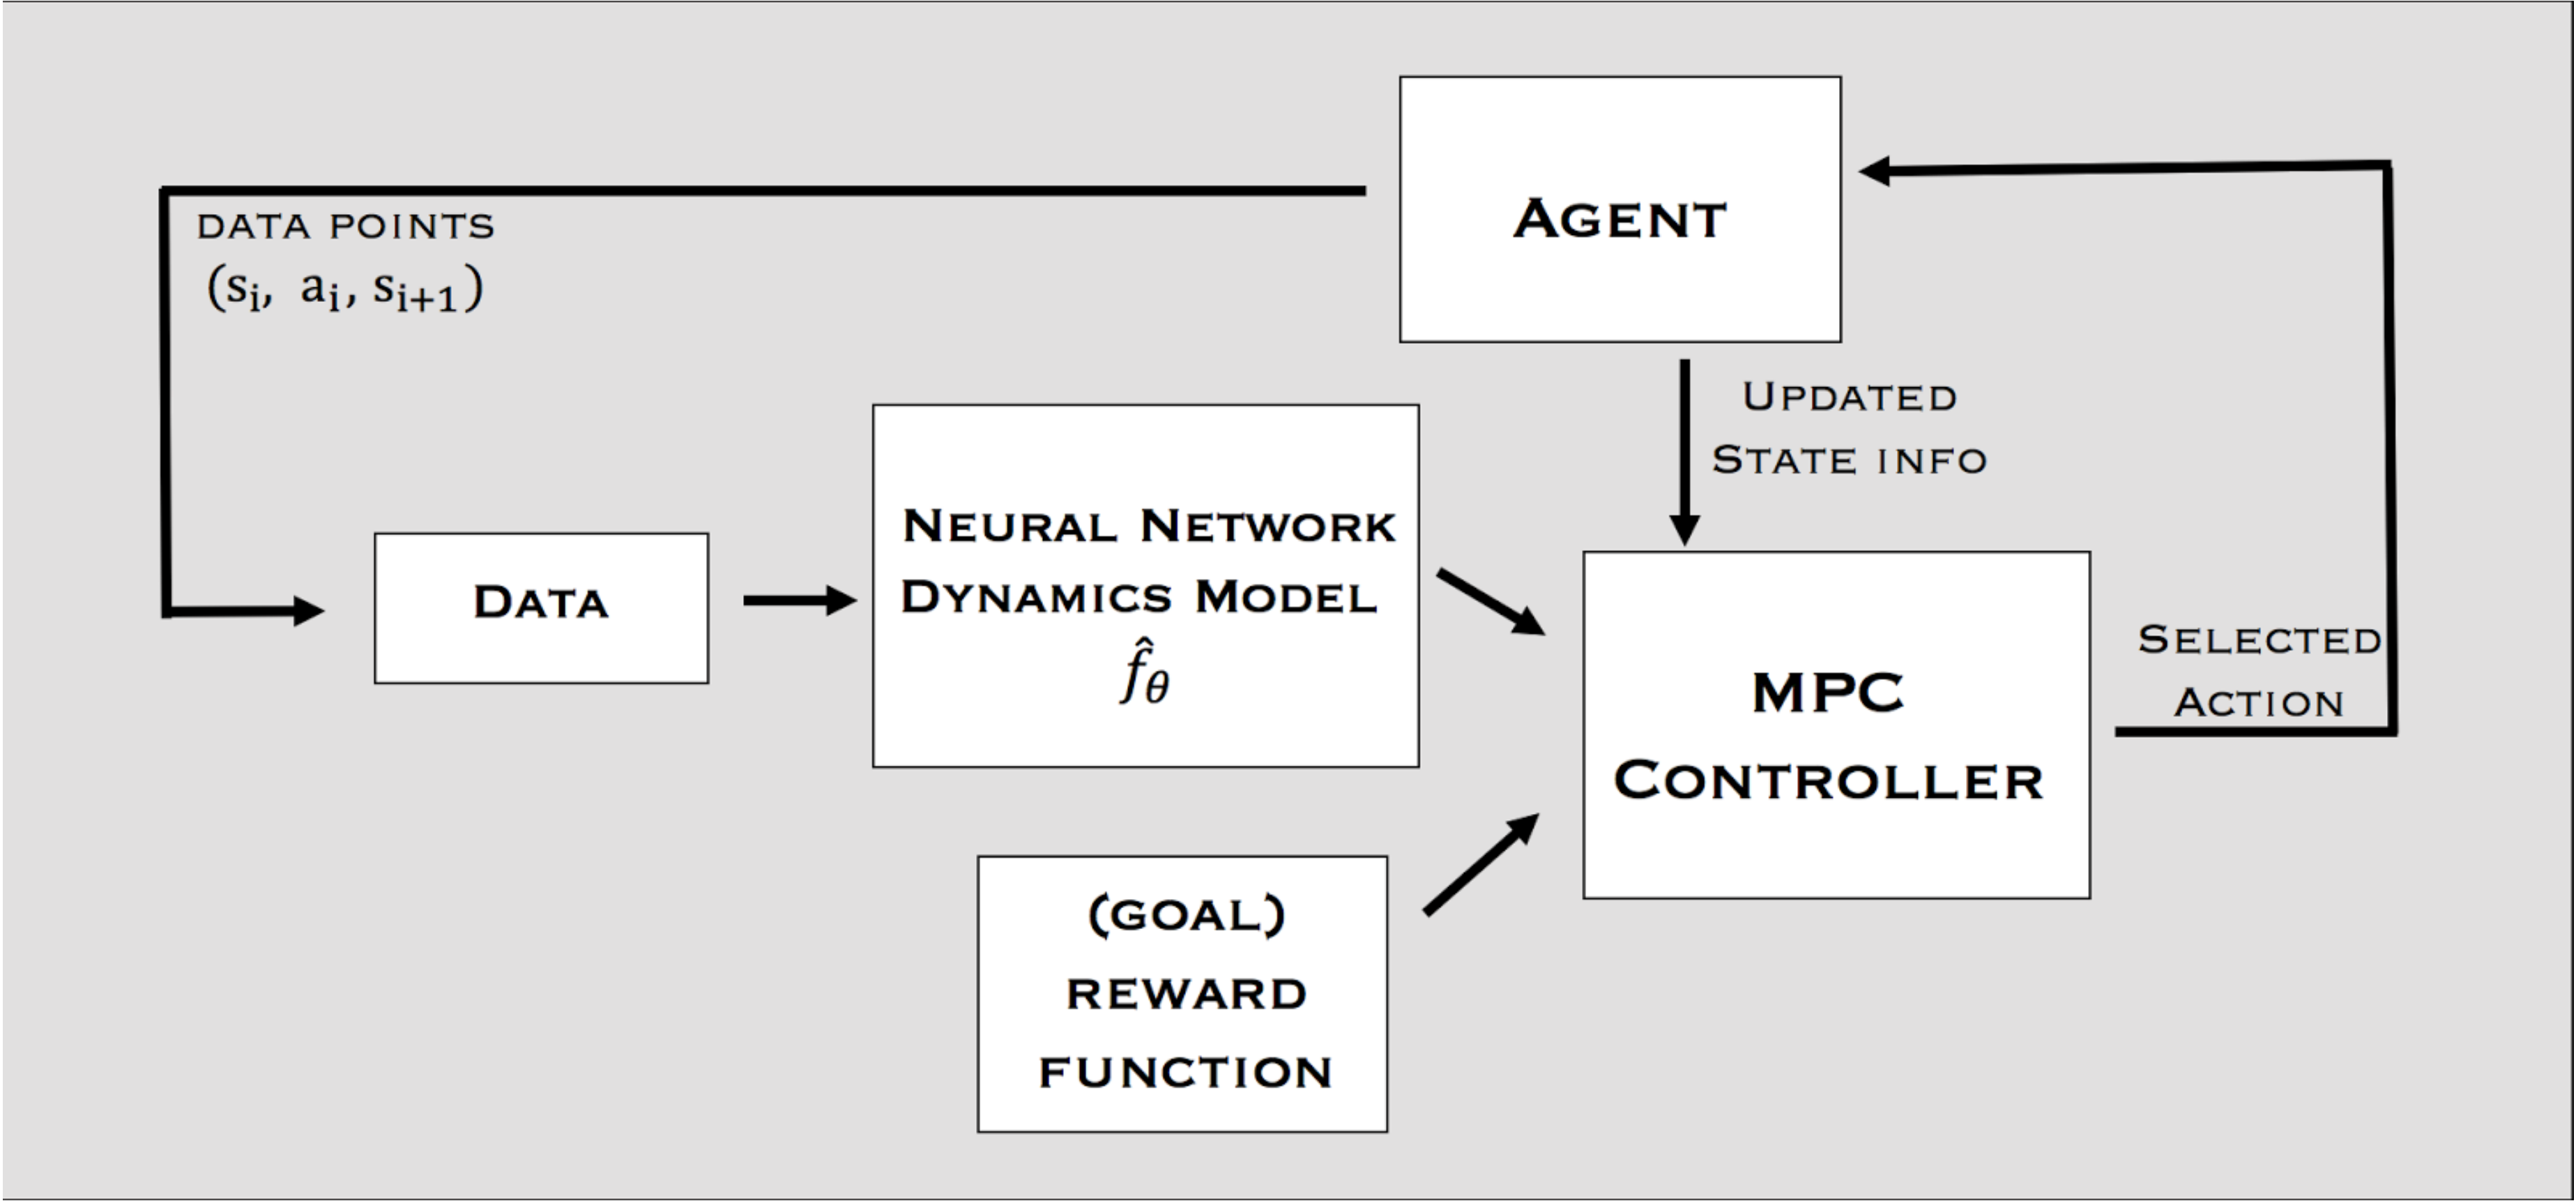 AGENT
DATA POINTS
(sᵢ, aᵢ, sᵢ₊₁)
UPDATED
STATE INFO
NEURAL NETWORK
DYNAMICS MODEL
f̂_θ
DATA
MPC
CONTROLLER
SELECTED
ACTION
(GOAL)
REWARD
FUNCTION